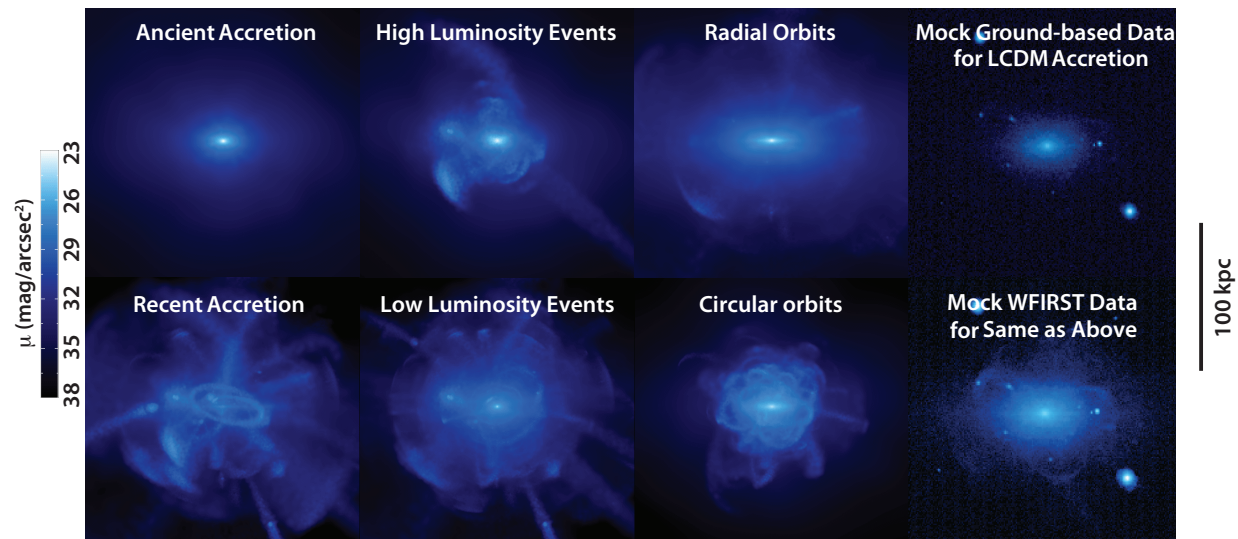 Ancient Accretion
High Luminosity Events
Radial Orbits
Mock Ground-based Data
for LCDM Accretion
Recent Accretion
Low Luminosity Events
Circular orbits
Mock WFIRST Data
for Same as Above
μ (mag/arcsec²)
23
26
29
32
35
38
100 kpc